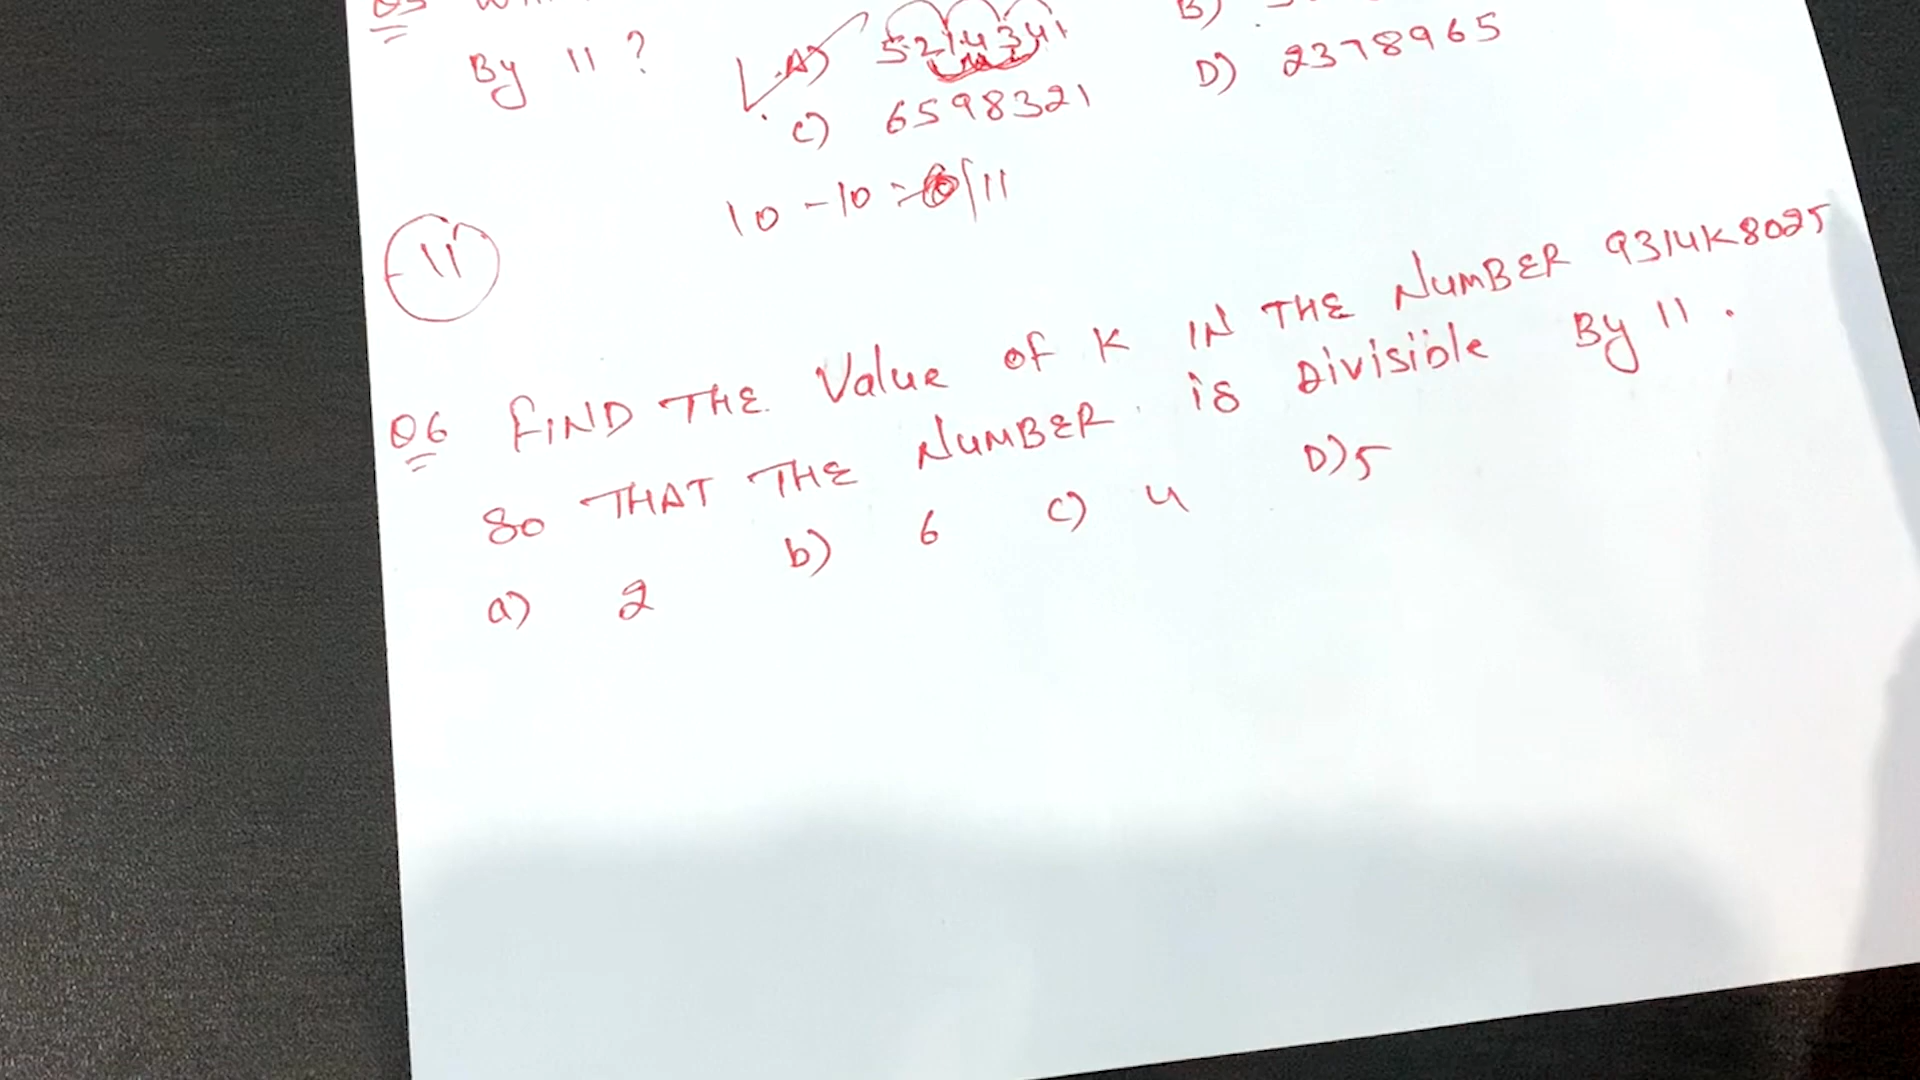 By 11 ? A) 5214341 B)
C) 6598321 D) 2378965
10 - 10 = 0/11
11
Q6 FIND THE Value of K IN THE NUMBER 9314K8025
SO THAT THE NUMBER is Divisible By 11 .
a) 2 b) 6 c) 4 D) 5